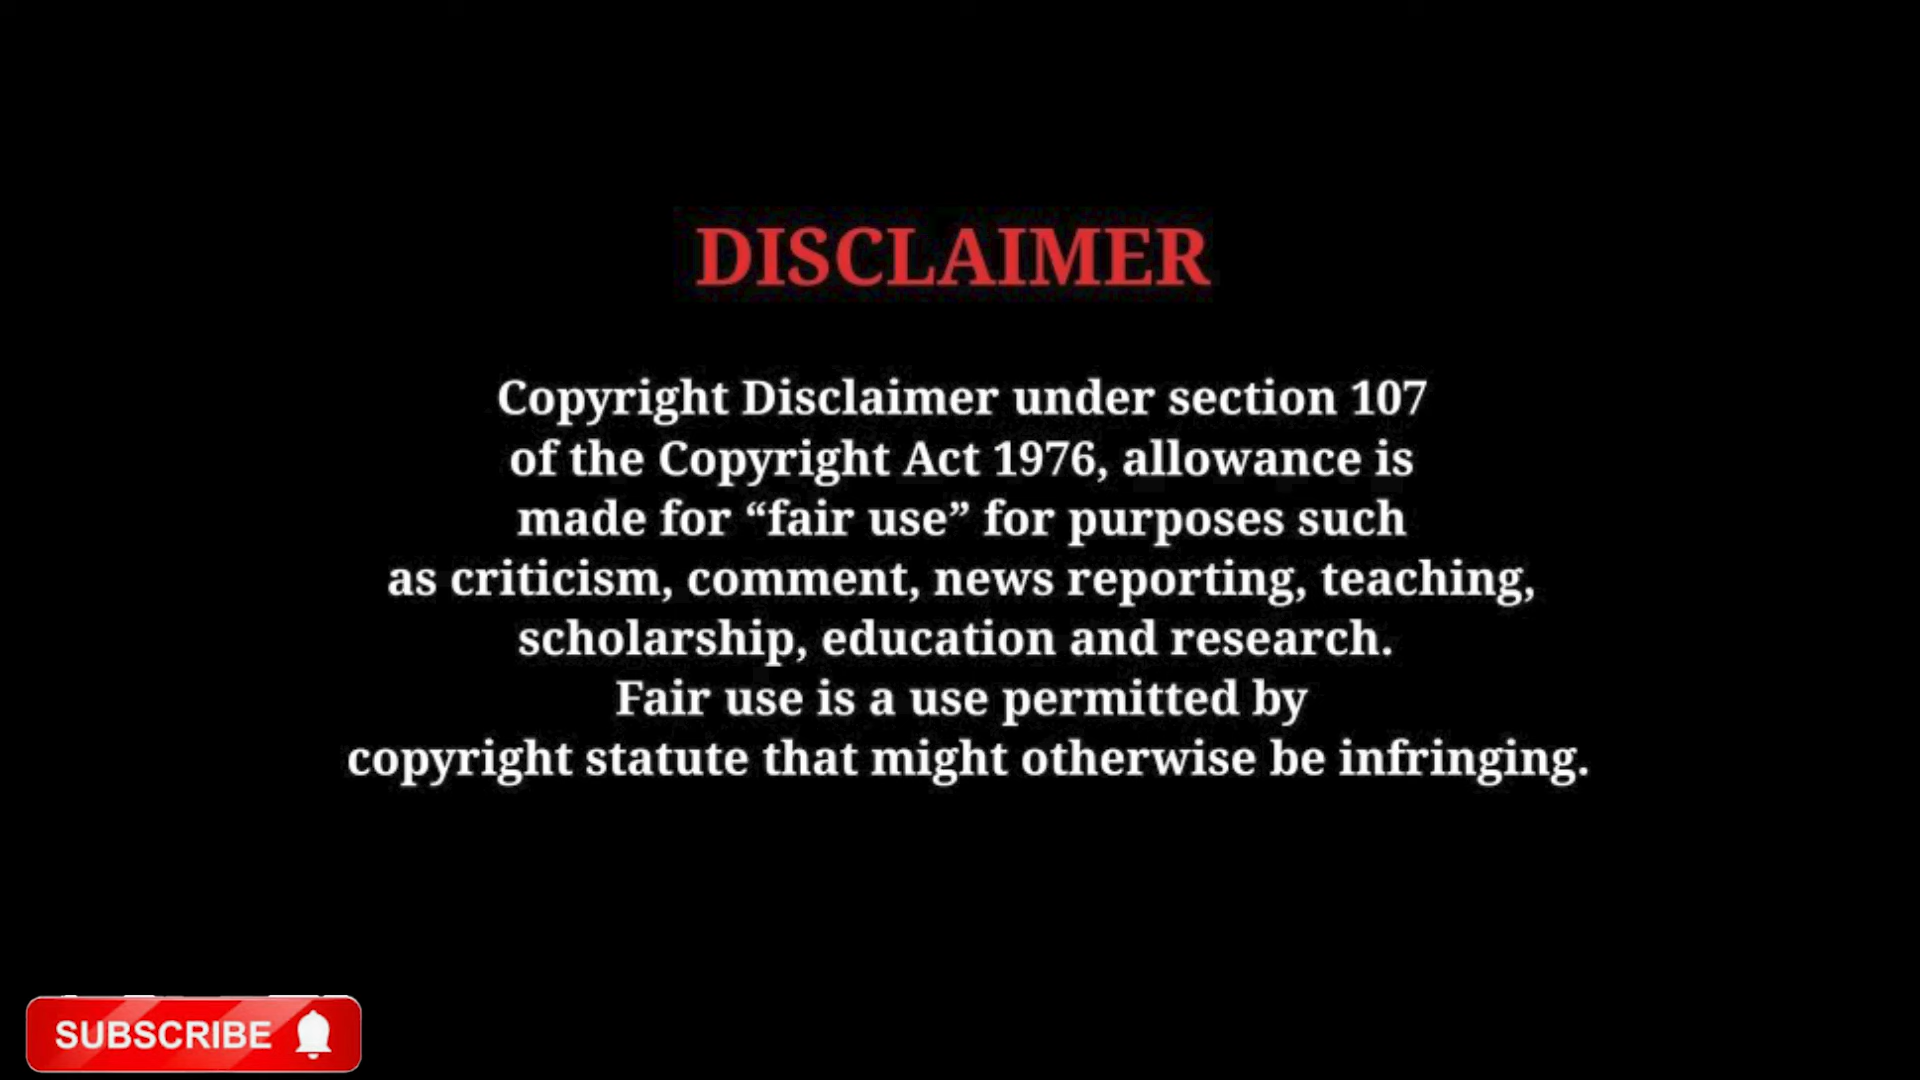 DISCLAIMER
Copyright Disclaimer under section 107
of the Copyright Act 1976, allowance is
made for “fair use” for purposes such
as criticism, comment, news reporting, teaching,
scholarship, education and research.
Fair use is a use permitted by
copyright statute that might otherwise be infringing.
SUBSCRIBE